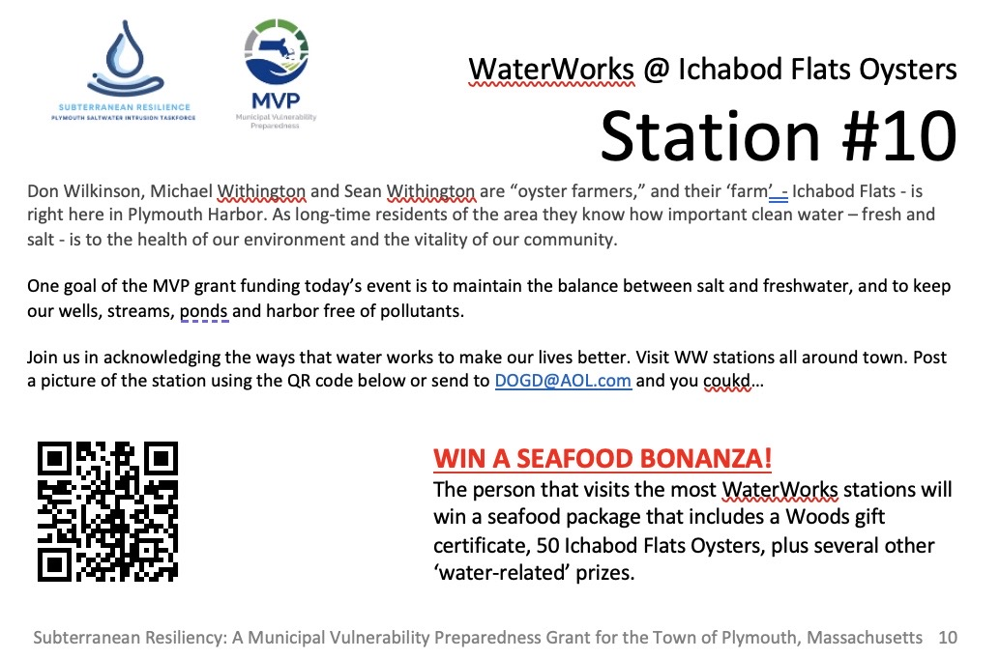 SUBTERRANEAN RESILIENCE
PLYMOUTH SALTWATER INTRUSION TASKFORCE
MVP
Municipal Vulnerability
Preparedness
WaterWorks @ Ichabod Flats Oysters
Station #10
Don Wilkinson, Michael Withington and Sean Withington are “oyster farmers,” and their ‘farm’ - Ichabod Flats - is
right here in Plymouth Harbor. As long-time residents of the area they know how important clean water – fresh and
salt - is to the health of our environment and the vitality of our community.
One goal of the MVP grant funding today’s event is to maintain the balance between salt and freshwater, and to keep
our wells, streams, ponds and harbor free of pollutants.
Join us in acknowledging the ways that water works to make our lives better. Visit WW stations all around town. Post
a picture of the station using the QR code below or send to DOGD@AOL.com and you coukd…
WIN A SEAFOOD BONANZA!
The person that visits the most WaterWorks stations will
win a seafood package that includes a Woods gift
certificate, 50 Ichabod Flats Oysters, plus several other
‘water-related’ prizes.
Subterranean Resiliency: A Municipal Vulnerability Preparedness Grant for the Town of Plymouth, Massachusetts 10